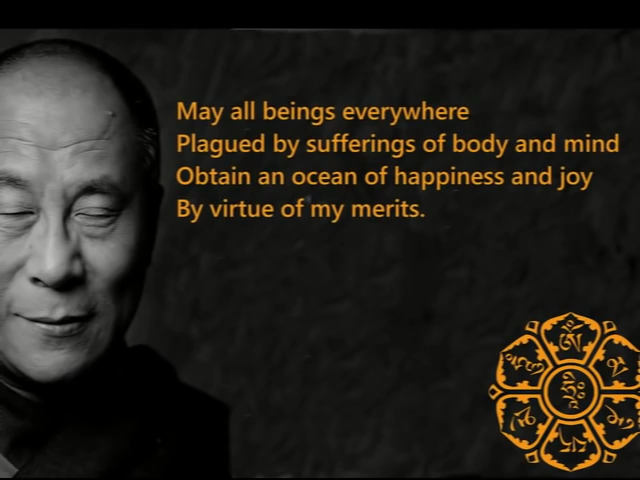 May all beings everywhere
Plagued by sufferings of body and mind
Obtain an ocean of happiness and joy
By virtue of my merits.